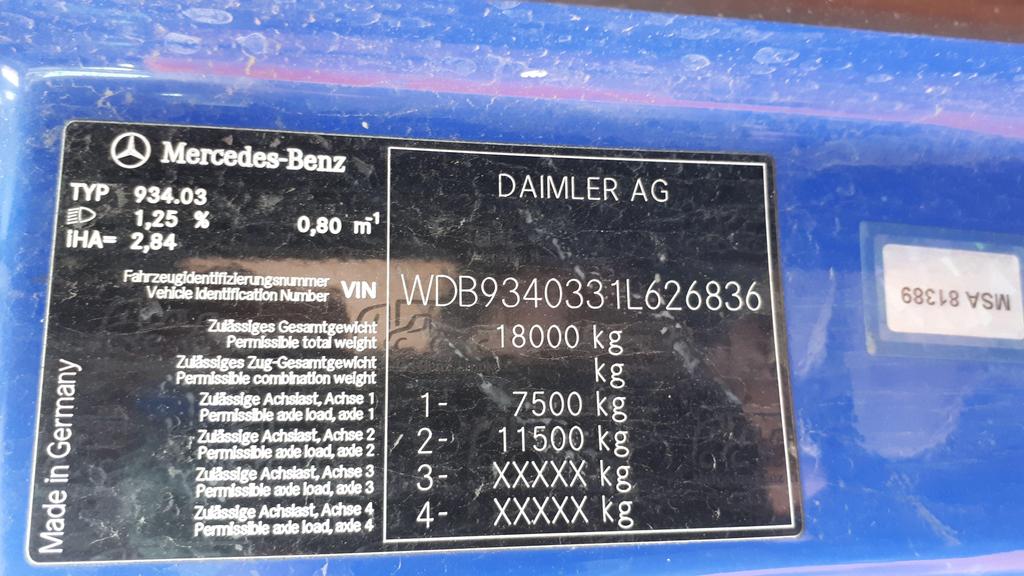 Mercedes-Benz
TYP 934.03
1,25 % 0,80 m⁻¹
iHA= 2,84
DAIMLER AG
Fahrzeugidentifizierungsnummer
Vehicle Identification Number VIN WDB9340331L626836
Zulässiges Gesamtgewicht
Permissible total weight 18000 kg
Zulässiges Zug-Gesamtgewicht
Permissible combination weight kg
Zulässige Achslast, Achse 1
Permissible axle load, axle 1 1- 7500 kg
Zulässige Achslast, Achse 2
Permissible axle load, axle 2 2- 11500 kg
Zulässige Achslast, Achse 3
Permissible axle load, axle 3 3- XXXXX kg
Zulässige Achslast, Achse 4
Permissible axle load, axle 4 4- XXXXX kg
Made in Germany
MSA 81389